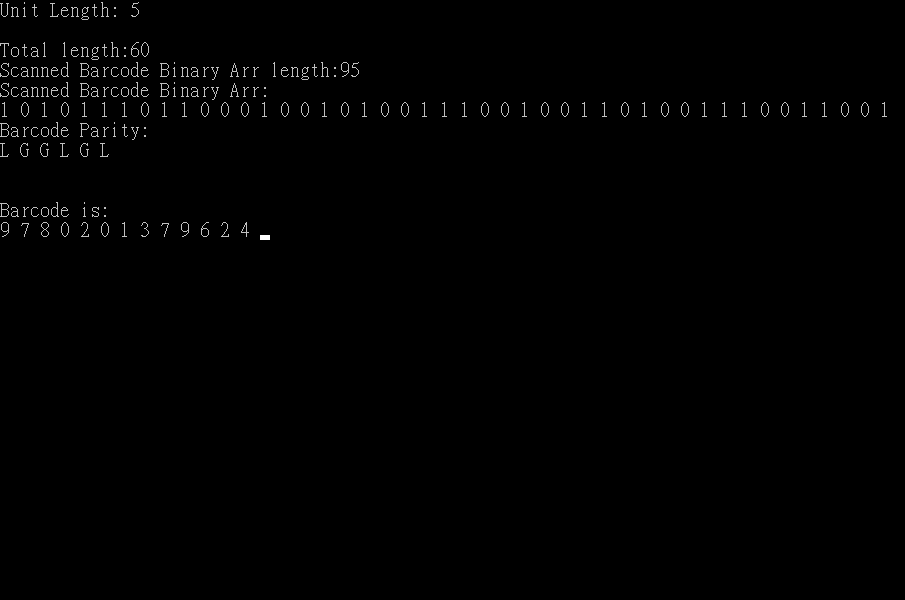 Unit Length: 5
Total length:60
Scanned Barcode Binary Arr length:95
Scanned Barcode Binary Arr:
1 0 1 0 1 1 1 0 1 1 0 0 0 1 0 0 1 0 1 0 0 1 1 1 0 0 1 0 0 1 1 0 1 0 0 1 1 1 0 0 1 1 0 0 1
Barcode Parity:
L G G L G L
Barcode is:
9 7 8 0 2 0 1 3 7 9 6 2 4